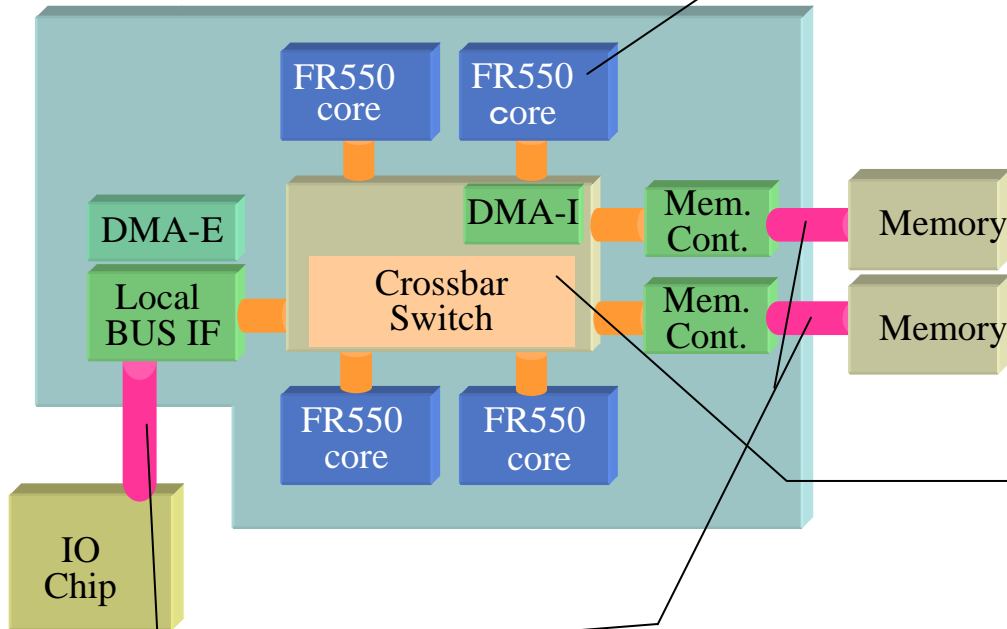 FR550
core
FR550
core
DMA-E
DMA-I
Mem.
Cont.
Memory
Local
BUS IF
Crossbar
Switch
Mem.
Cont.
Memory
FR550
core
FR550
core
IO
Chip